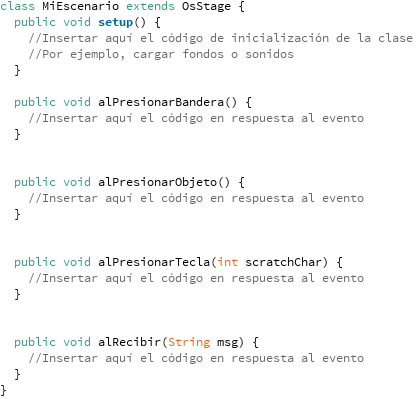 class MiEscenario extends OsStage {
public void setup() {
//Insertar aquí el código de inicialización de la clase
//Por ejemplo, cargar fondos o sonidos
}
public void alPresionarBandera() {
//Insertar aquí el código en respuesta al evento
}
public void alPresionarObjeto() {
//Insertar aquí el código en respuesta al evento
}
public void alPresionarTecla(int scratchChar) {
//Insertar aquí el código en respuesta al evento
}
public void alRecibir(String msg) {
//Insertar aquí el código en respuesta al evento
}
}